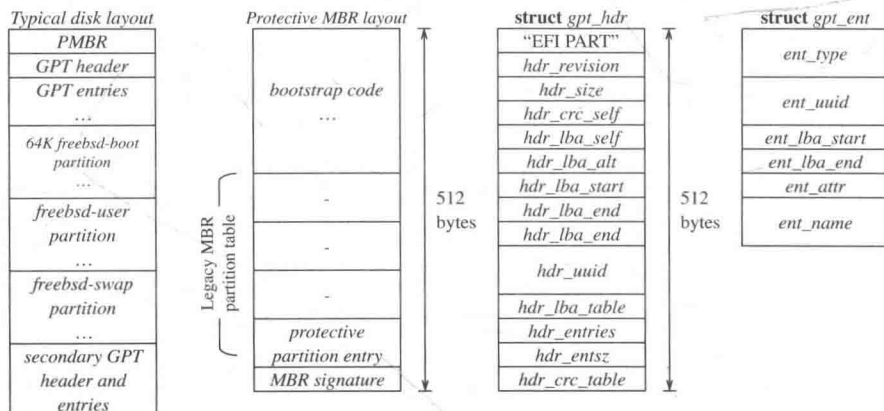 Typical disk layout
PMBR
GPT header
GPT entries
…
64K freebsd-boot
partition
…
freebsd-user
partition
…
freebsd-swap
partition
…
secondary GPT
header and
entries
Protective MBR layout
bootstrap code
…
-
-
-
protective
partition entry
MBR signature
Legacy MBR
partition table
512
bytes
struct gpt_hdr
“EFI PART”
hdr_revision
hdr_size
hdr_crc_self
hdr_lba_self
hdr_lba_alt
hdr_lba_start
hdr_lba_end
hdr_lba_end
hdr_uuid
hdr_lba_table
hdr_entries
hdr_entsz
hdr_crc_table
512
bytes
struct gpt_ent
ent_type
ent_uuid
ent_lba_start
ent_lba_end
ent_attr
ent_name